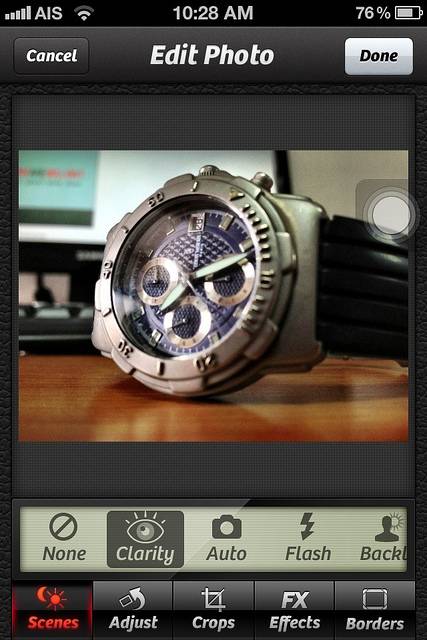 AIS 10:28 AM 76%
Cancel Edit Photo Done
None Clarity Auto Flash Backl
Scenes Adjust Crops FX Effects Borders